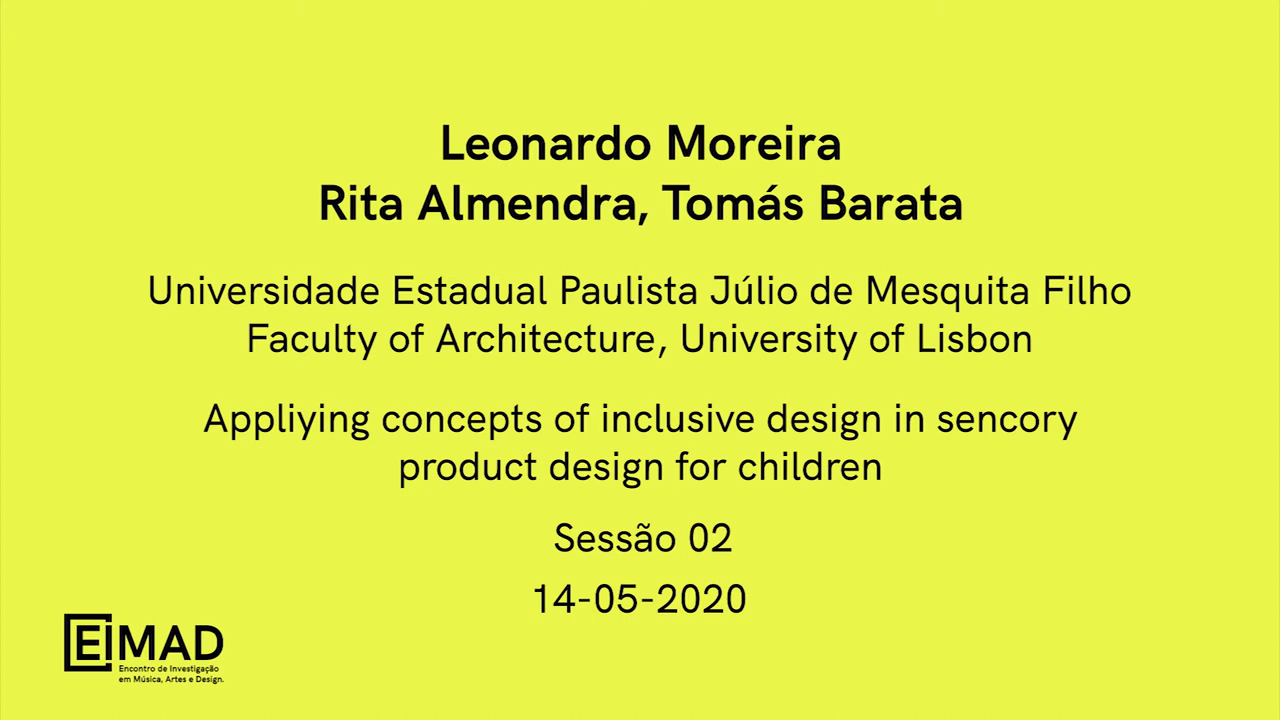 Leonardo Moreira
Rita Almendra, Tomás Barata
Universidade Estadual Paulista Júlio de Mesquita Filho
Faculty of Architecture, University of Lisbon
Appliying concepts of inclusive design in sencory
product design for children
Sessão 02
14-05-2020
EIMAD
Encontro de Investigação
em Música, Artes e Design.